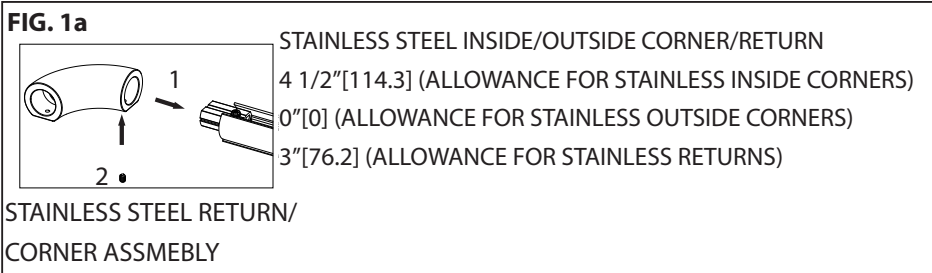 FIG. 1a
STAINLESS STEEL INSIDE/OUTSIDE CORNER/RETURN
1
4 1/2”[114.3] (ALLOWANCE FOR STAINLESS INSIDE CORNERS)
0”[0] (ALLOWANCE FOR STAINLESS OUTSIDE CORNERS)
3”[76.2] (ALLOWANCE FOR STAINLESS RETURNS)
2
STAINLESS STEEL RETURN/
CORNER ASSMEBLY